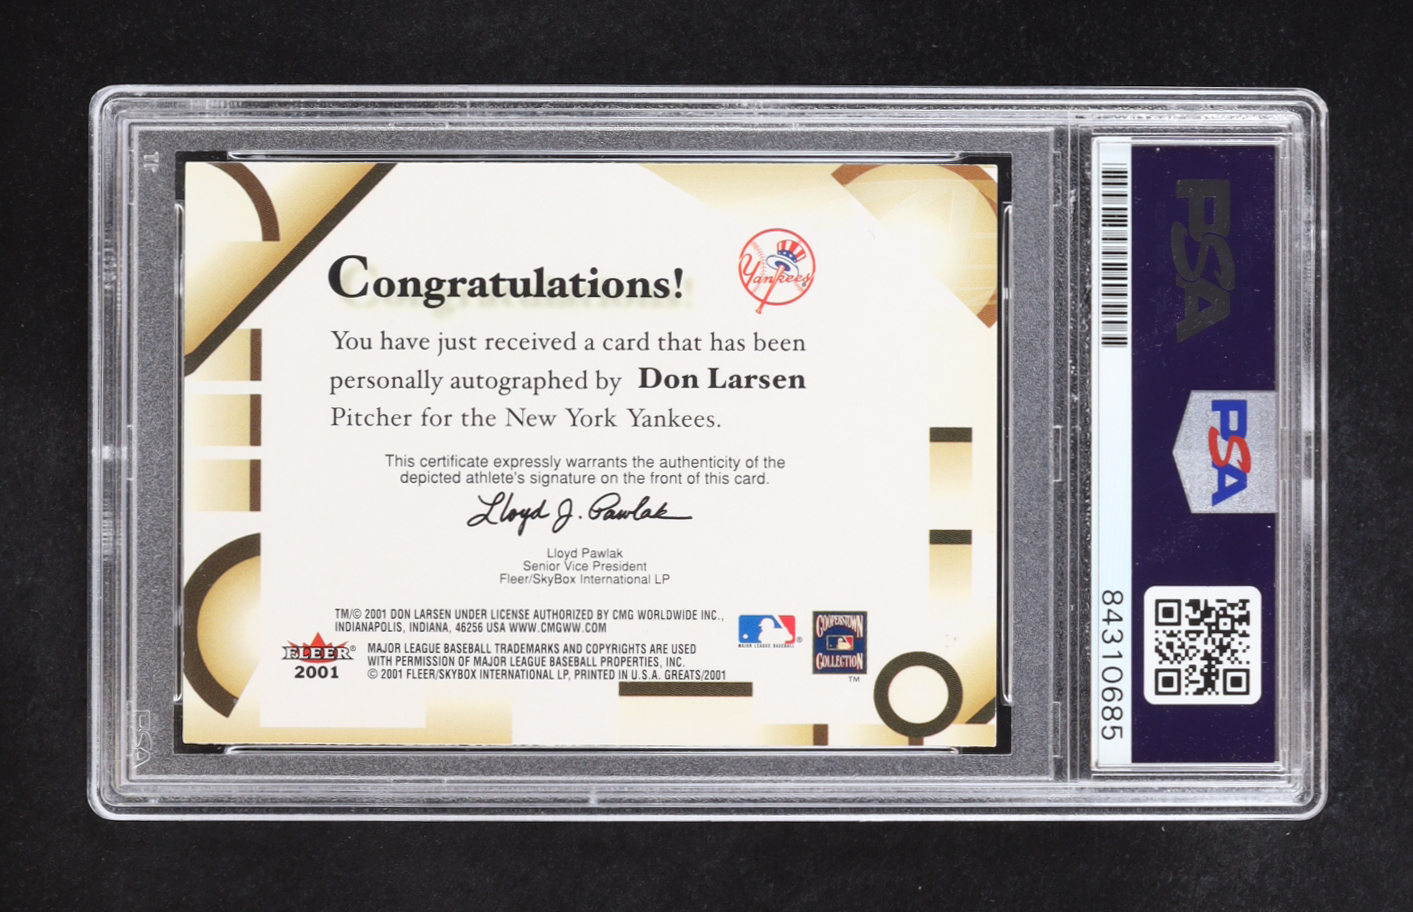 Congratulations!
Yankees
You have just received a card that has been
personally autographed by Don Larsen
Pitcher for the New York Yankees.
This certificate expressly warrants the authenticity of the
depicted athlete's signature on the front of this card.
Lloyd J. Pawlak
Lloyd Pawlak
Senior Vice President
Fleer/SkyBox International LP
TM/© 2001 DON LARSEN UNDER LICENSE AUTHORIZED BY CMG WORLDWIDE INC.,
INDIANAPOLIS, INDIANA, 46256 USA WWW.CMGWW.COM
FLEER®
2001
MAJOR LEAGUE BASEBALL TRADEMARKS AND COPYRIGHTS ARE USED
WITH PERMISSION OF MAJOR LEAGUE BASEBALL PROPERTIES, INC.
© 2001 FLEER/SKYBOX INTERNATIONAL LP, PRINTED IN U.S.A. GREATS/2001
MAJOR LEAGUE BASEBALL
®
COOPERSTOWN
COLLECTION
TM
PSA
PSA
84310685
PSA